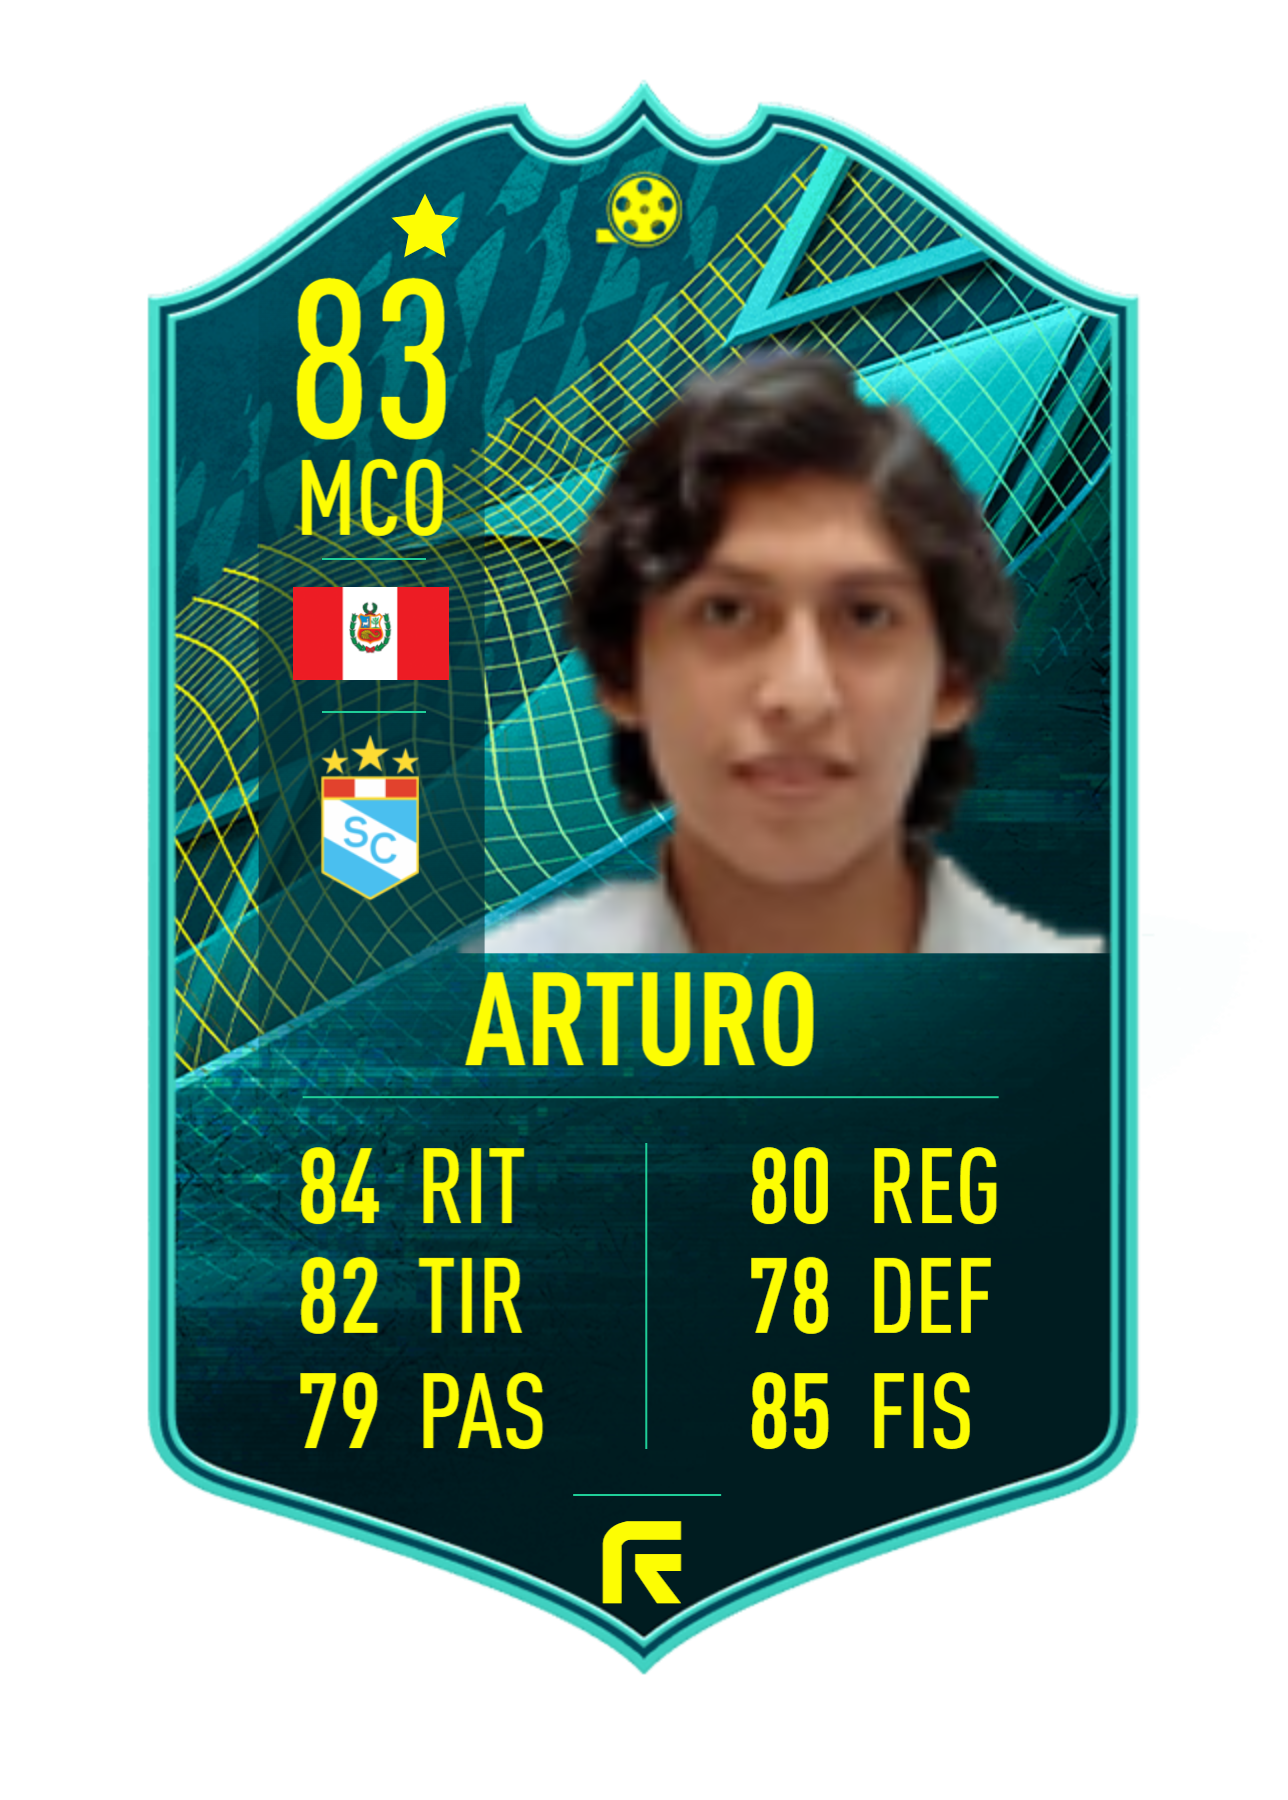 83
MCO
SC
ARTURO
84 RIT
82 TIR
79 PAS
80 REG
78 DEF
85 FIS